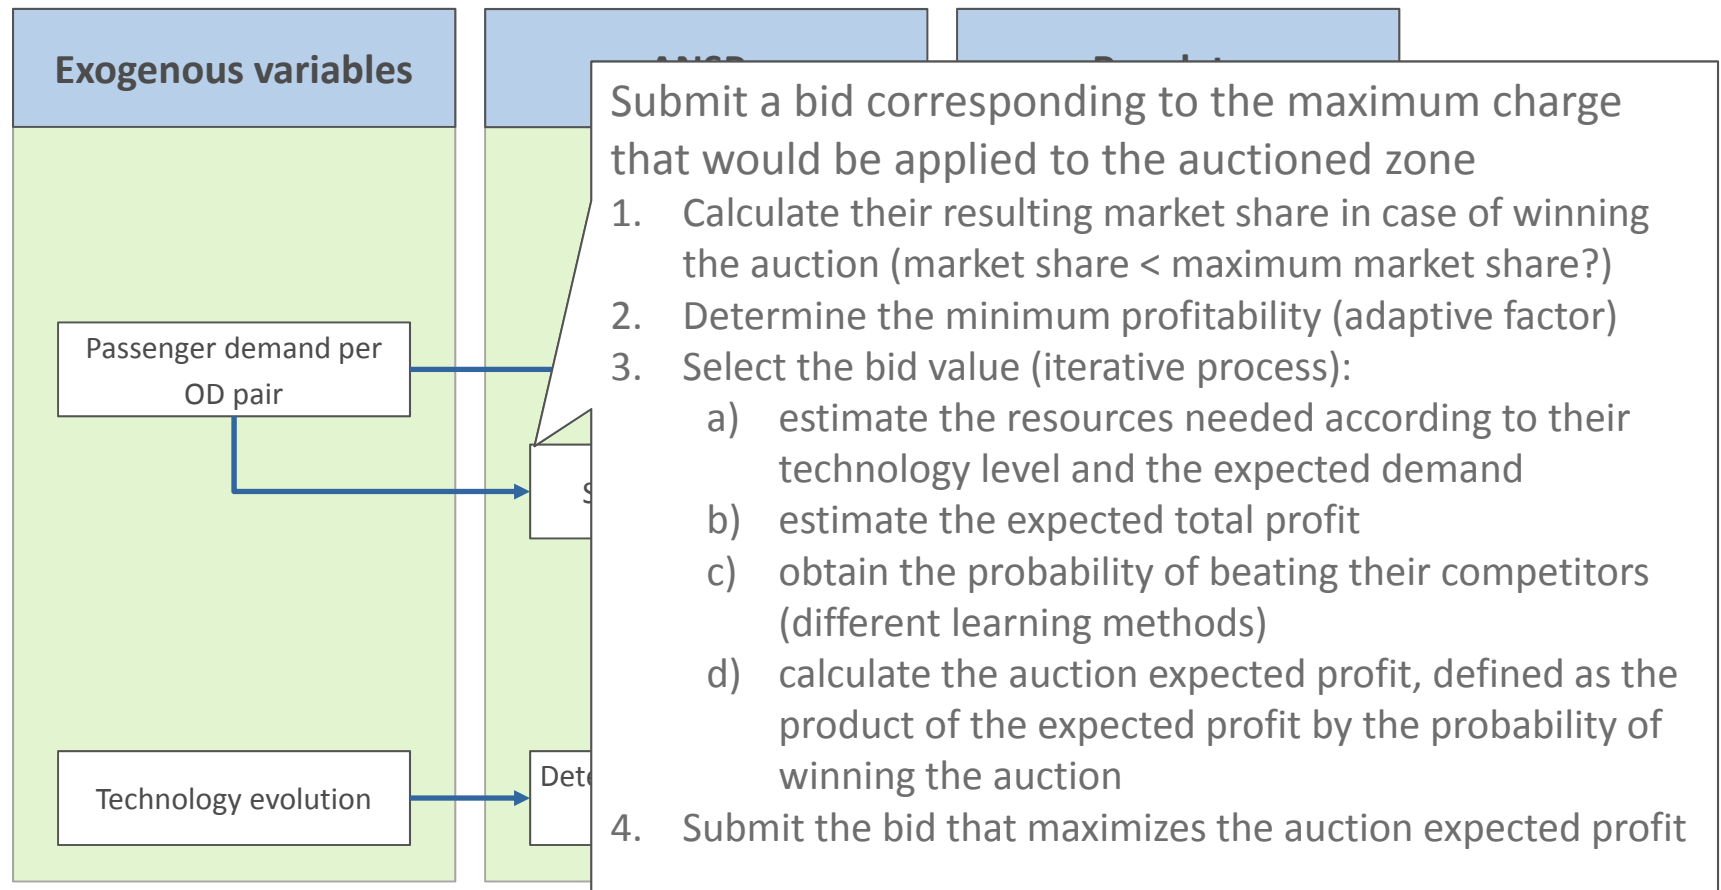 Exogenous variables
Submit a bid corresponding to the maximum charge
that would be applied to the auctioned zone
1. Calculate their resulting market share in case of winning
the auction (market share < maximum market share?)
2. Determine the minimum profitability (adaptive factor)
3. Select the bid value (iterative process):
a) estimate the resources needed according to their
technology level and the expected demand
b) estimate the expected total profit
c) obtain the probability of beating their competitors
(different learning methods)
d) calculate the auction expected profit, defined as the
product of the expected profit by the probability of
winning the auction
4. Submit the bid that maximizes the auction expected profit
Passenger demand per
OD pair
Technology evolution